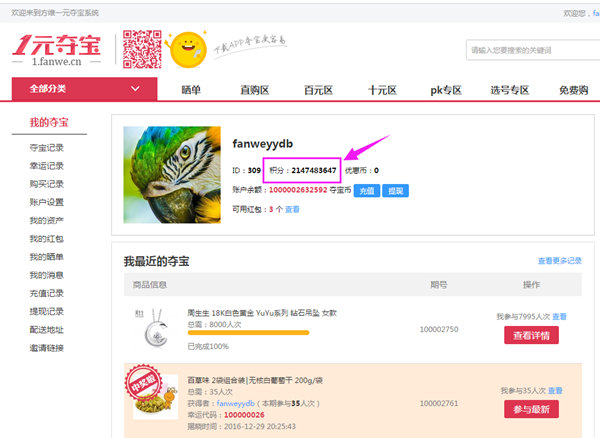 欢迎来到方维一元夺宝系统
欢迎您，fa
1元夺宝
1.fanwe.cn
下载APP夺宝更容易
请输入您要搜索的关键词
全部分类 晒单 直购区 百元区 十元区 pk专区 选号专区 免费购
我的夺宝
夺宝记录
幸运记录
购买记录
账户设置
我的资产
我的红包
我的晒单
我的消息
充值记录
提现记录
配送地址
邀请链接
fanweyydb
ID：309 积分：2147483647 优惠币：0
账户余额：1000002632592 夺宝币 充值 提现
可用红包：3 个 查看
我最近的夺宝 查看更多记录
商品信息 期号 操作
周生生 18K白色黄金 YuYu系列 钻石吊坠 女款
总需：8000人次
已完成100%
100002750
我参与7995人次 查看
查看详情
中奖啦
百草味 2袋组合装|无核白葡萄干 200g/袋
总需：35人次
获得者：fanweyydb（本期参与35人次）
幸运代码：100000026
揭晓时间：2016-12-29 20:25:43
100002761
我参与35人次 查看
参与最新